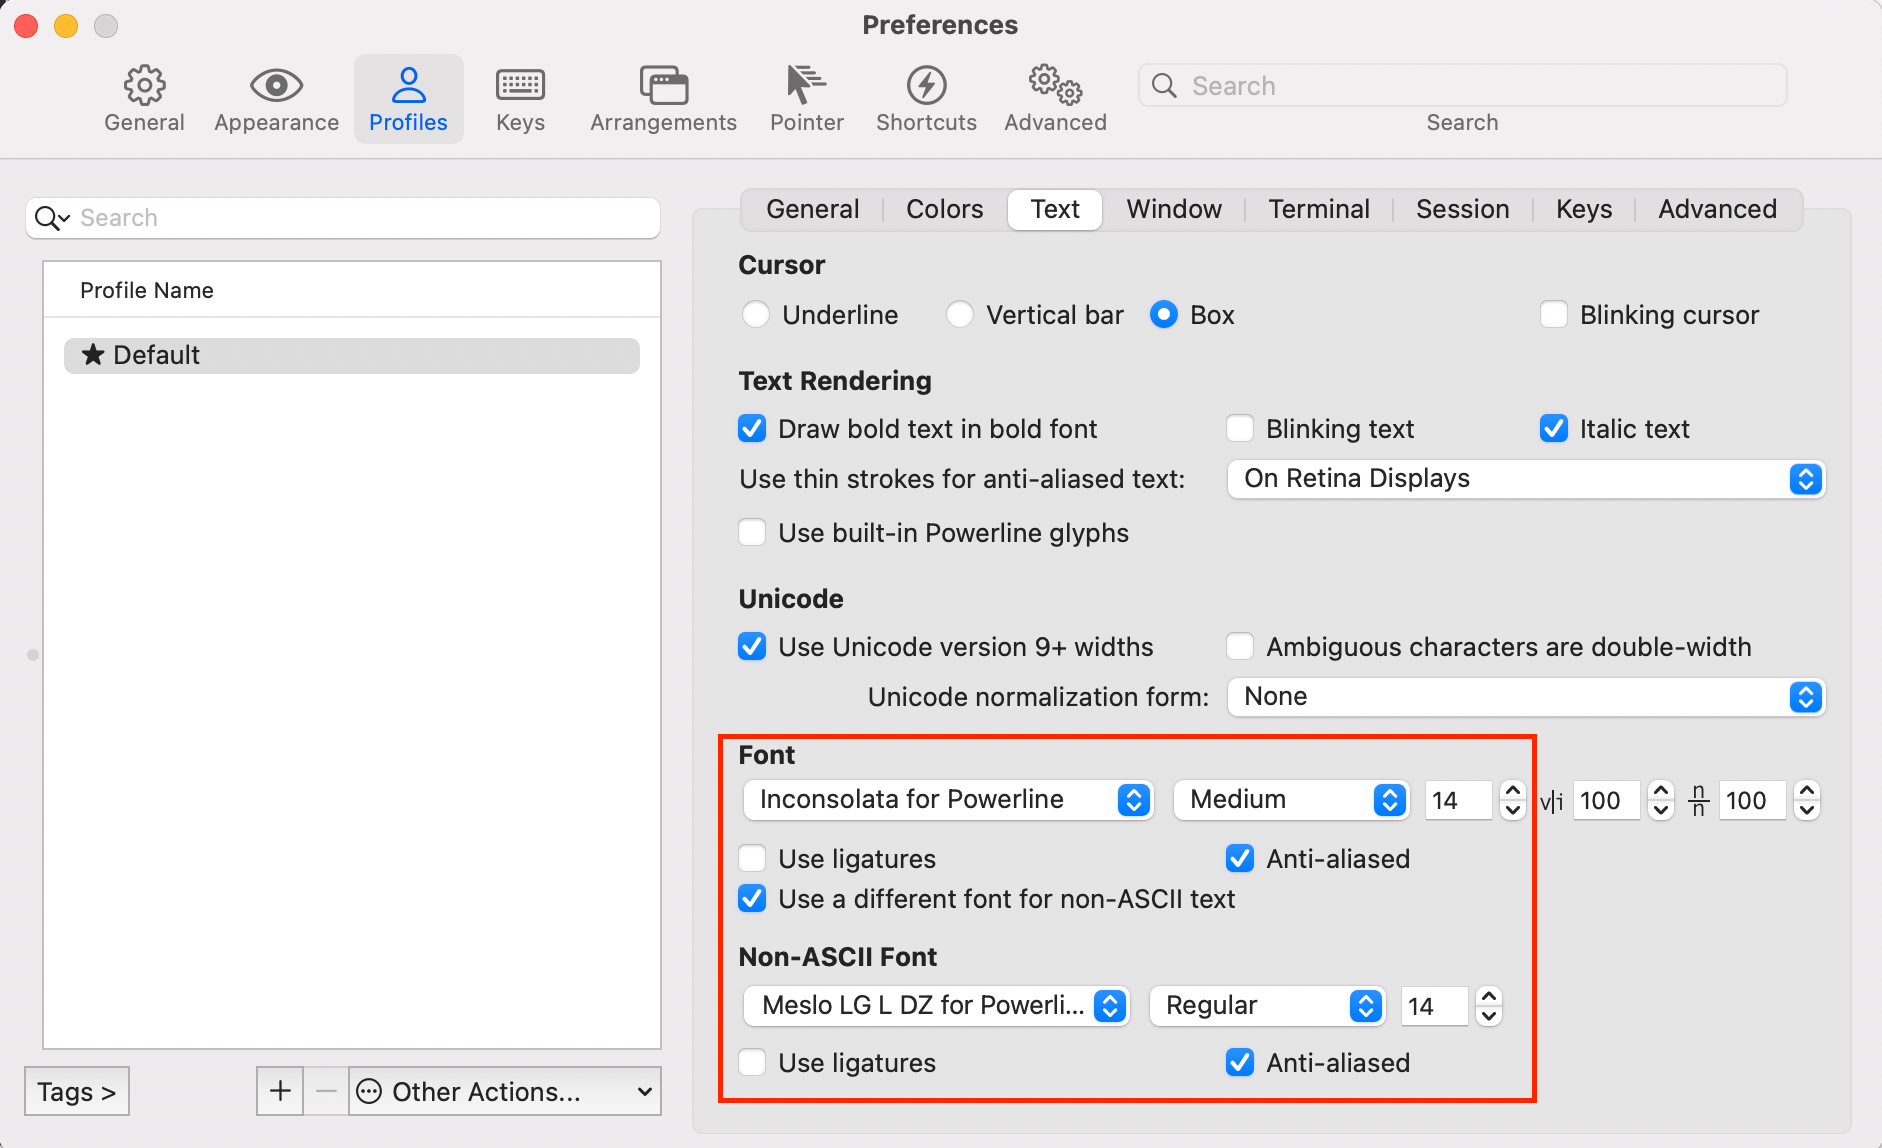 Preferences
General Appearance Profiles Keys Arrangements Pointer Shortcuts Advanced Search
Search
Search
Profile Name
★ Default
Tags >
+ − Other Actions...
General Colors Text Window Terminal Session Keys Advanced
Cursor
Underline Vertical bar Box Blinking cursor
Text Rendering
Draw bold text in bold font Blinking text Italic text
Use thin strokes for anti-aliased text: On Retina Displays
Use built-in Powerline glyphs
Unicode
Use Unicode version 9+ widths Ambiguous characters are double-width
Unicode normalization form: None
Font
Inconsolata for Powerline Medium 14 v|i 100 n/n 100
Use ligatures Anti-aliased
Use a different font for non-ASCII text
Non-ASCII Font
Meslo LG L DZ for Powerli... Regular 14
Use ligatures Anti-aliased